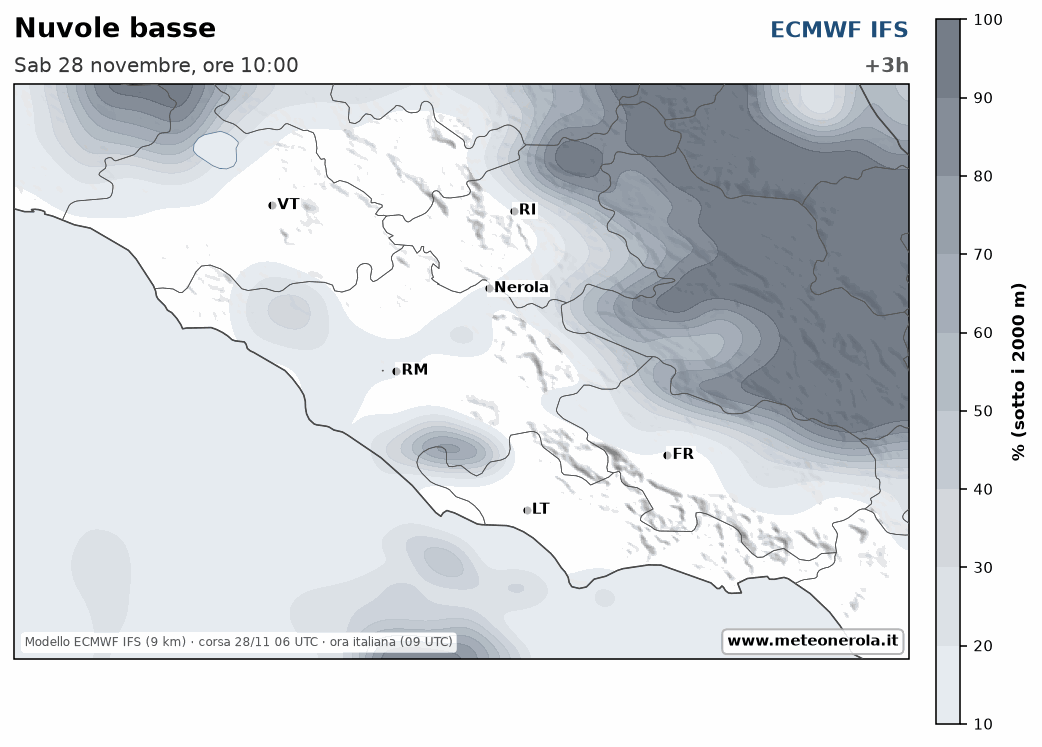 Nuvole basse
ECMWF IFS
Sab 28 novembre, ore 10:00
+3h
VT
RI
Nerola
RM
FR
LT
Modello ECMWF IFS (9 km) · corsa 28/11 06 UTC · ora italiana (09 UTC)
www.meteonerola.it
100
90
80
70
60
50
40
30
20
10
% (sotto i 2000 m)